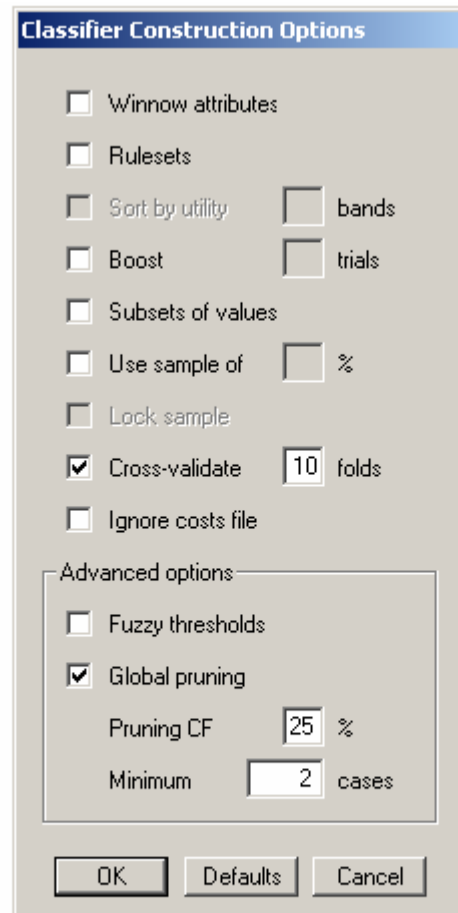 Classifier Construction Options
Winnow attributes
Rulesets
Sort by utility bands
Boost trials
Subsets of values
Use sample of %
Lock sample
Cross-validate 10 folds
Ignore costs file
Advanced options
Fuzzy thresholds
Global pruning
Pruning CF 25 %
Minimum 2 cases
OK Defaults Cancel